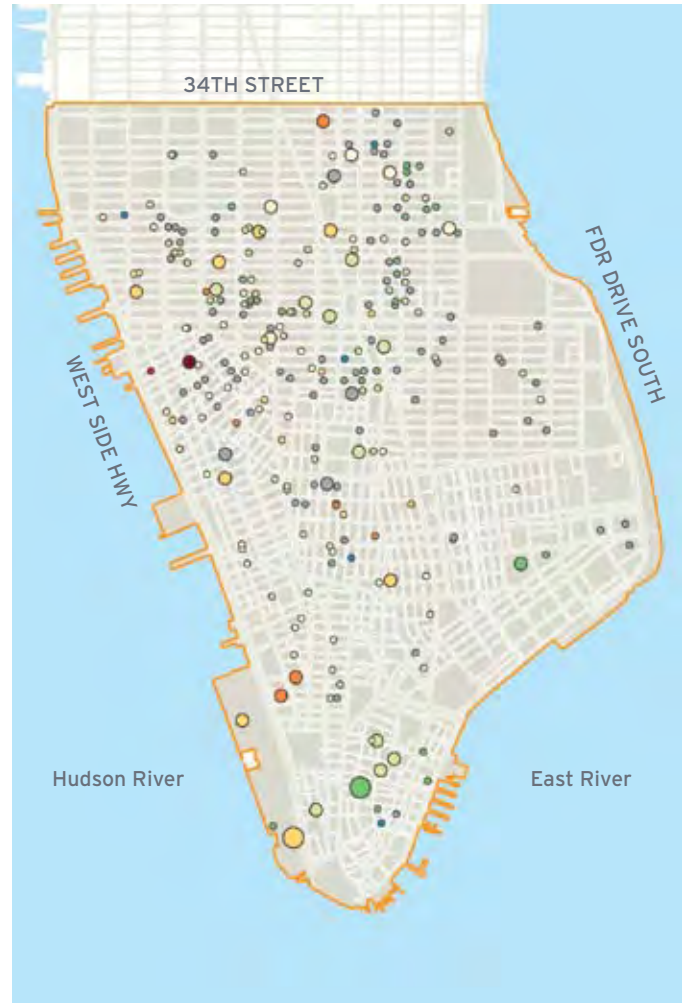 34TH STREET
FDR DRIVE SOUTH
WEST SIDE HWY
Hudson River
East River